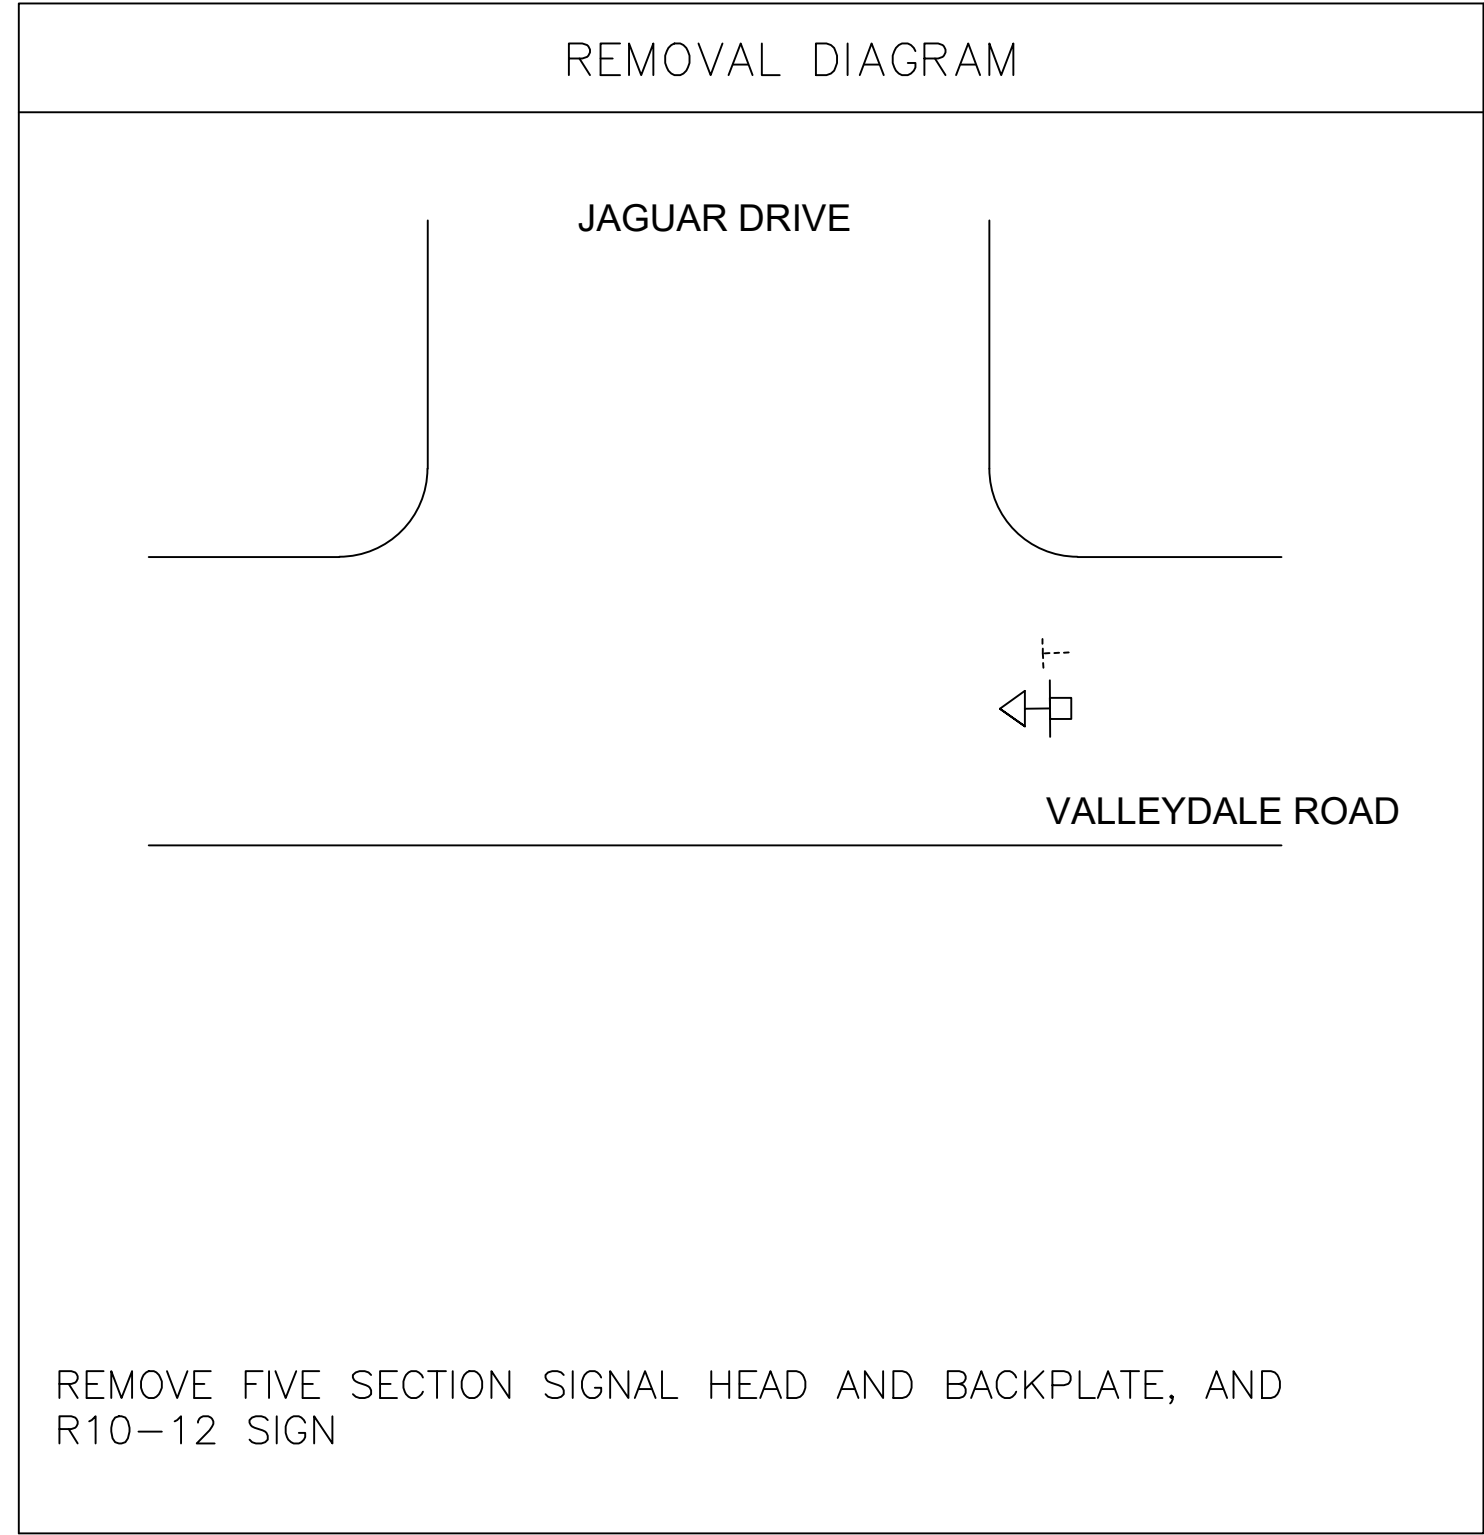 REMOVAL DIAGRAM
JAGUAR DRIVE
VALLEYDALE ROAD
REMOVE FIVE SECTION SIGNAL HEAD AND BACKPLATE, AND
R10-12 SIGN